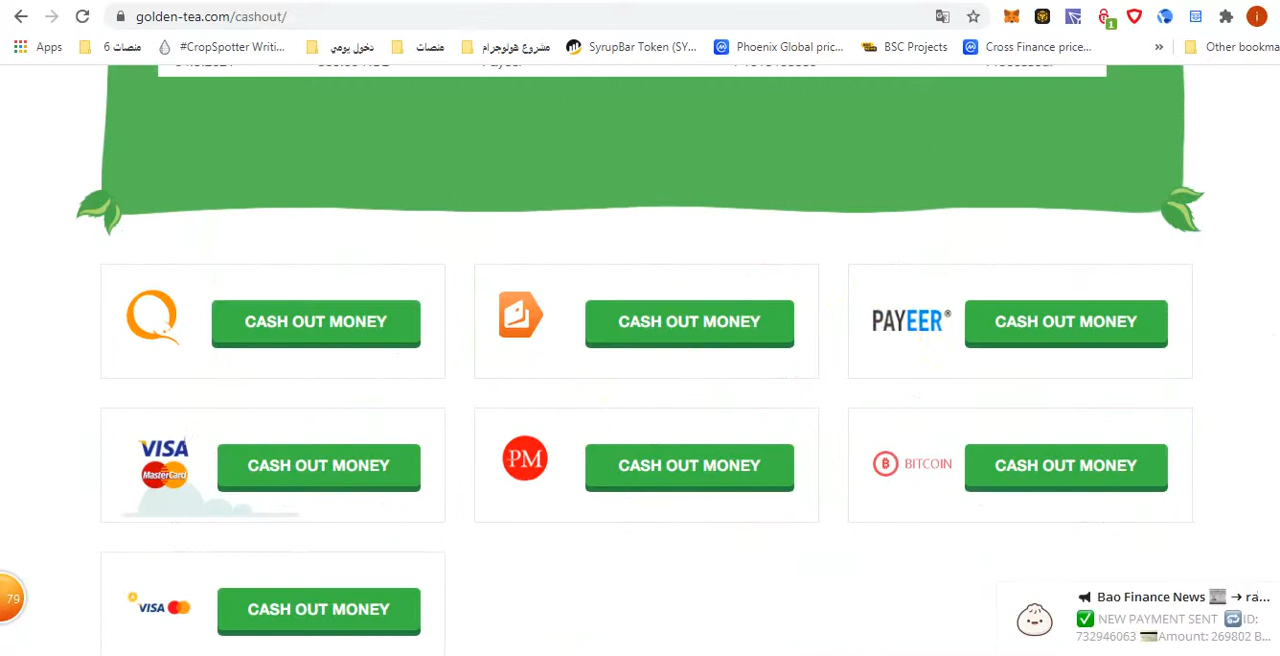 golden-tea.com/cashout/
Apps
منصات 6
#CropSpotter Writi...
دخول يومي
منصات
مشروع هولوجرام
SyrupBar Token (SY...
Phoenix Global pric...
BSC Projects
Cross Finance price...
»
Other bookma
CASH OUT MONEY
CASH OUT MONEY
PAYEER®
CASH OUT MONEY
VISA
MasterCard
CASH OUT MONEY
PM
CASH OUT MONEY
BITCOIN
CASH OUT MONEY
VISA
CASH OUT MONEY
79
Bao Finance News → ra...
NEW PAYMENT SENT ID:
732946063 Amount: 269802 B...